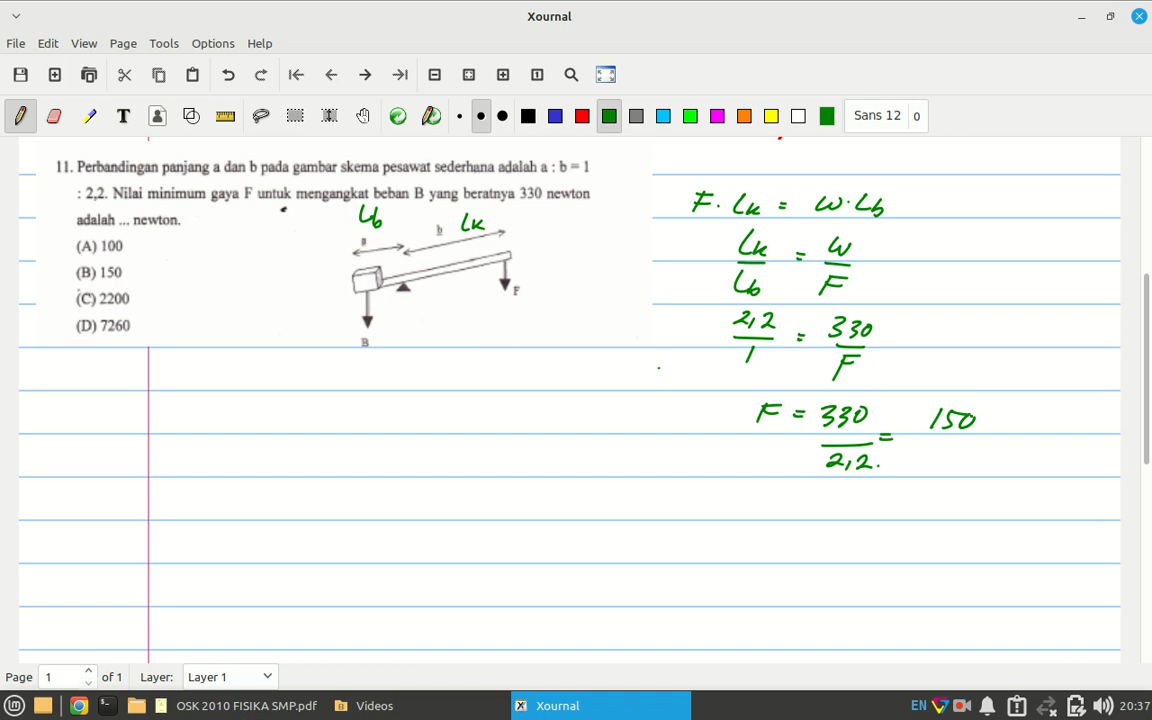 Xournal
File Edit View Page Tools Options Help
Sans 12 0
11. Perbandingan panjang a dan b pada gambar skema pesawat sederhana adalah a : b = 1
: 2,2. Nilai minimum gaya F untuk mengangkat beban B yang beratnya 330 newton
adalah ... newton.
(A) 100
(B) 150
(C) 2200
(D) 7260
Lb
Lk
a
b
F
B
F . Lk = W . Lb
Lk/Lb = W/F
2,2/1 = 330/F
F = 330/2,2. = 150
Page 1 of 1 Layer: Layer 1
OSK 2010 FISIKA SMP.pdf Videos Xournal EN 20:37